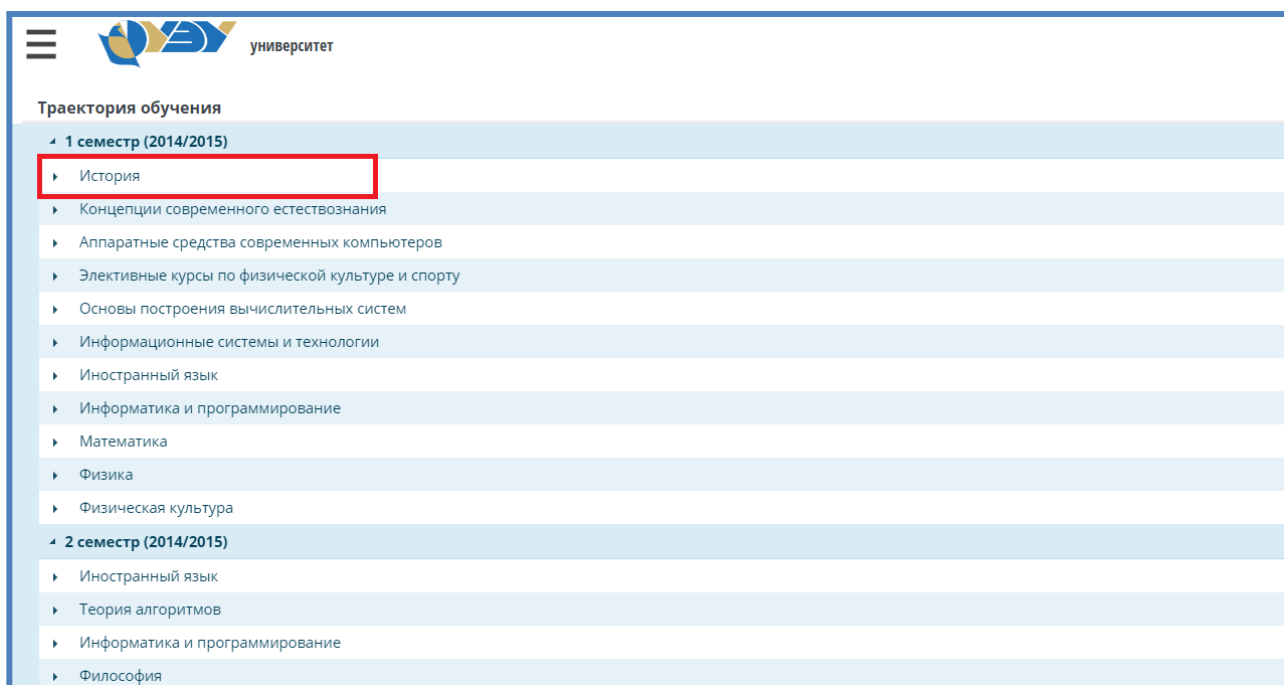 университет
Траектория обучения
1 семестр (2014/2015)
История
Концепции современного естествознания
Аппаратные средства современных компьютеров
Элективные курсы по физической культуре и спорту
Основы построения вычислительных систем
Информационные системы и технологии
Иностранный язык
Информатика и программирование
Математика
Физика
Физическая культура
2 семестр (2014/2015)
Иностранный язык
Теория алгоритмов
Информатика и программирование
Философия